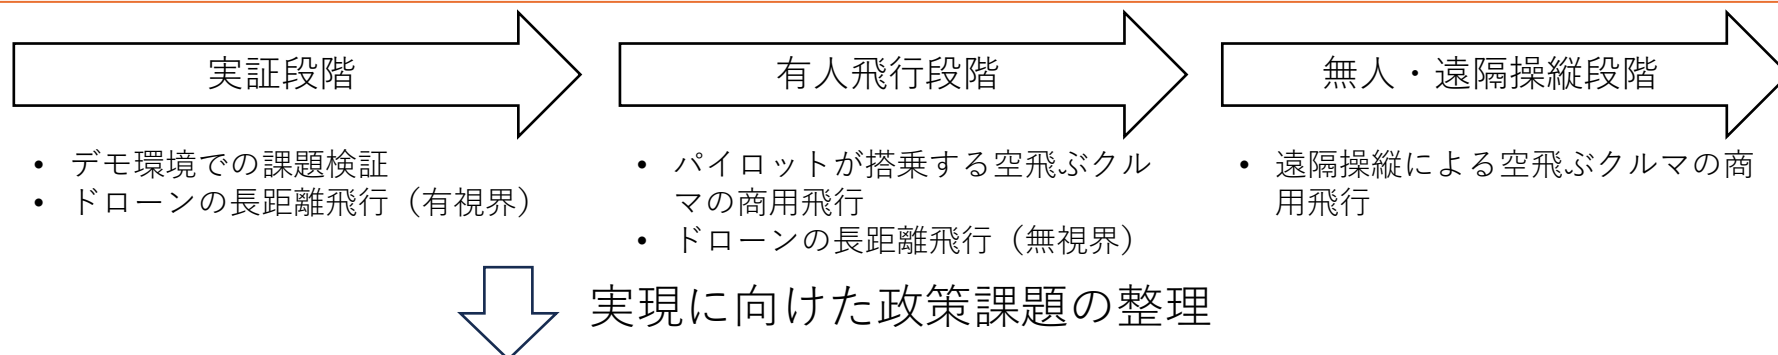 実証段階
有人飛行段階
無人・遠隔操縦段階
• デモ環境での課題検証
• ドローンの長距離飛行（有視界）
• パイロットが搭乗する空飛ぶクル
マの商用飛行
• ドローンの長距離飛行（無視界）
• 遠隔操縦による空飛ぶクルマの商
用飛行
実現に向けた政策課題の整理